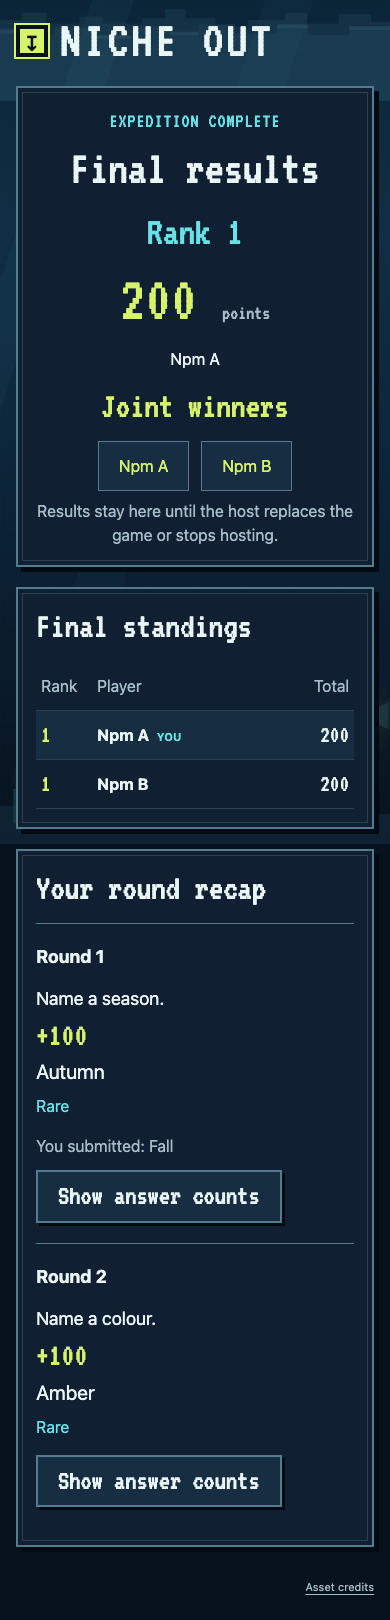 NICHE OUT
EXPEDITION COMPLETE
Final results
Rank 1
200 points
Npm A
Joint winners
Npm A Npm B
Results stay here until the host replaces the
game or stops hosting.
Final standings
Rank Player Total
1 Npm A YOU 200
1 Npm B 200
Your round recap
Round 1
Name a season.
+100
Autumn
Rare
You submitted: Fall
Show answer counts
Round 2
Name a colour.
+100
Amber
Rare
Show answer counts
Asset credits